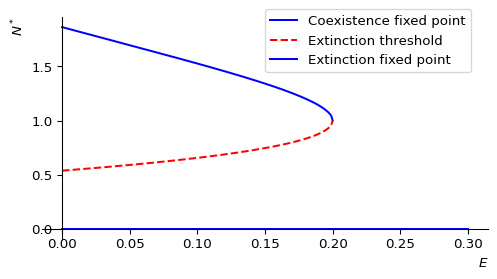 N*
Coexistence fixed point
Extinction threshold
Extinction fixed point
1.5
1.0
0.5
0.0
0.00 0.05 0.10 0.15 0.20 0.25 0.30
E